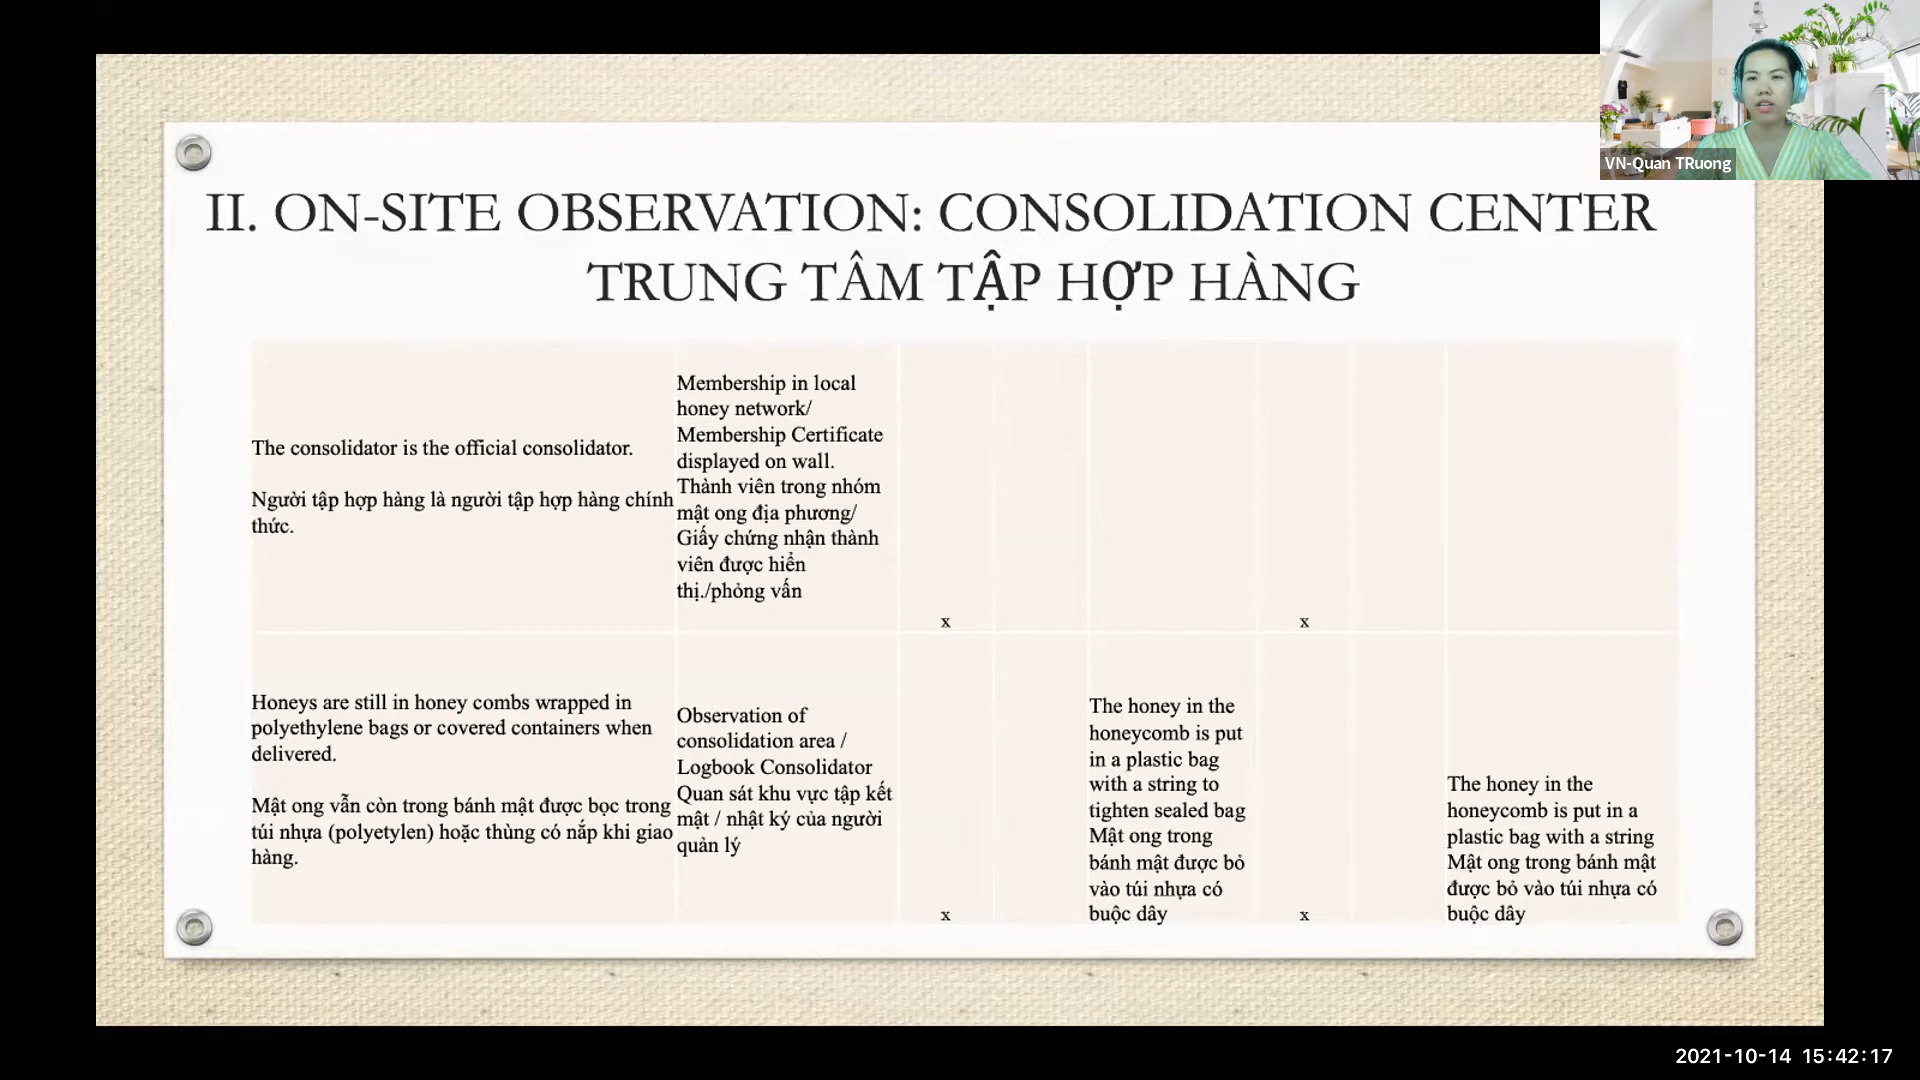 VN-Quan TRuong
II. ON-SITE OBSERVATION: CONSOLIDATION CENTER
TRUNG TÂM TẬP HỢP HÀNG
The consolidator is the official consolidator.
Người tập hợp hàng là người tập hợp hàng chính
thức.
Membership in local
honey network/
Membership Certificate
displayed on wall.
Thành viên trong nhóm
mật ong địa phương/
Giấy chứng nhận thành
viên được hiển
thị./phỏng vấn
x
x
Honeys are still in honey combs wrapped in
polyethylene bags or covered containers when
delivered.
Mật ong vẫn còn trong bánh mật được bọc trong
túi nhựa (polyetylen) hoặc thùng có nắp khi giao
hàng.
Observation of
consolidation area /
Logbook Consolidator
Quan sát khu vực tập kết
mật / nhật ký của người
quản lý
x
The honey in the
honeycomb is put
in a plastic bag
with a string to
tighten sealed bag
Mật ong trong
bánh mật được bỏ
vào túi nhựa có
buộc dây
x
The honey in the
honeycomb is put in a
plastic bag with a string
Mật ong trong bánh mật
được bỏ vào túi nhựa có
buộc dây
2021-10-14 15:42:17